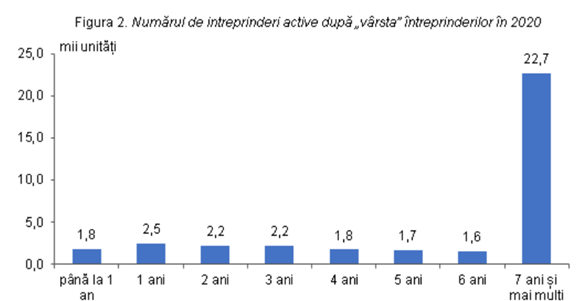 Figura 2. Numărul de intreprinderi active după „vârsta” întreprinderilor în 2020
mii unități
25,0
20,0
15,0
10,0
5,0
0,0
1,8
2,5
2,2
2,2
1,8
1,7
1,6
22,7
până la 1
an
1 ani
2 ani
3 ani
4 ani
5 ani
6 ani
7 ani și
mai multi